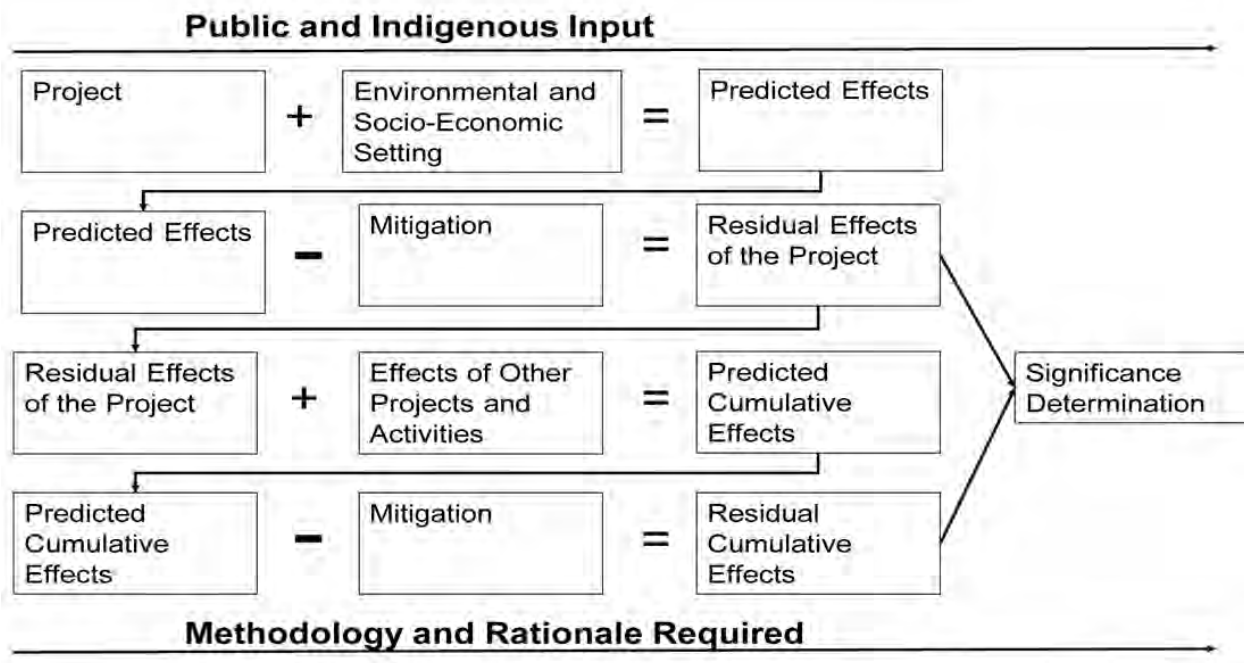 Public and Indigenous Input
Project
+
Environmental and
Socio-Economic
Setting
=
Predicted Effects
Predicted Effects
-
Mitigation
=
Residual Effects
of the Project
Residual Effects
of the Project
+
Effects of Other
Projects and
Activities
=
Predicted
Cumulative
Effects
Significance
Determination
Predicted
Cumulative
Effects
-
Mitigation
=
Residual
Cumulative
Effects
Methodology and Rationale Required